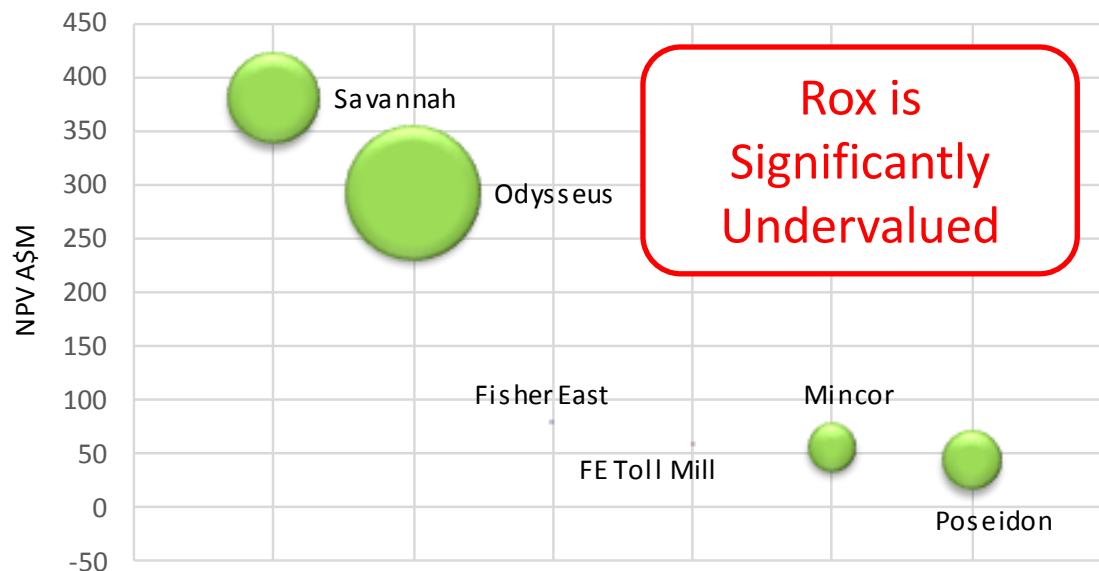 450
400
350
300
250
200
150
100
50
0
-50
NPV A$M
Savannah
Odysseus
Rox is
Significantly
Undervalued
Fisher East
Mincor
FE Toll Mill
Poseidon